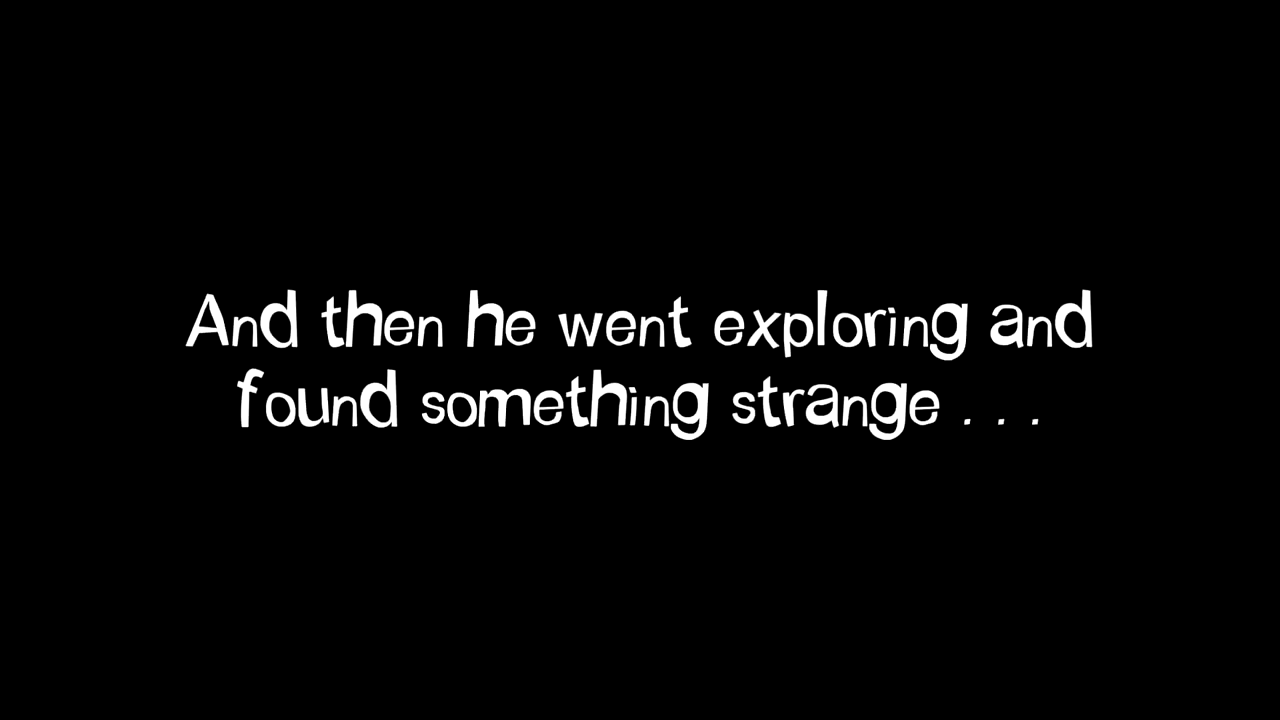 And then he went exploring and
found something strange . . .